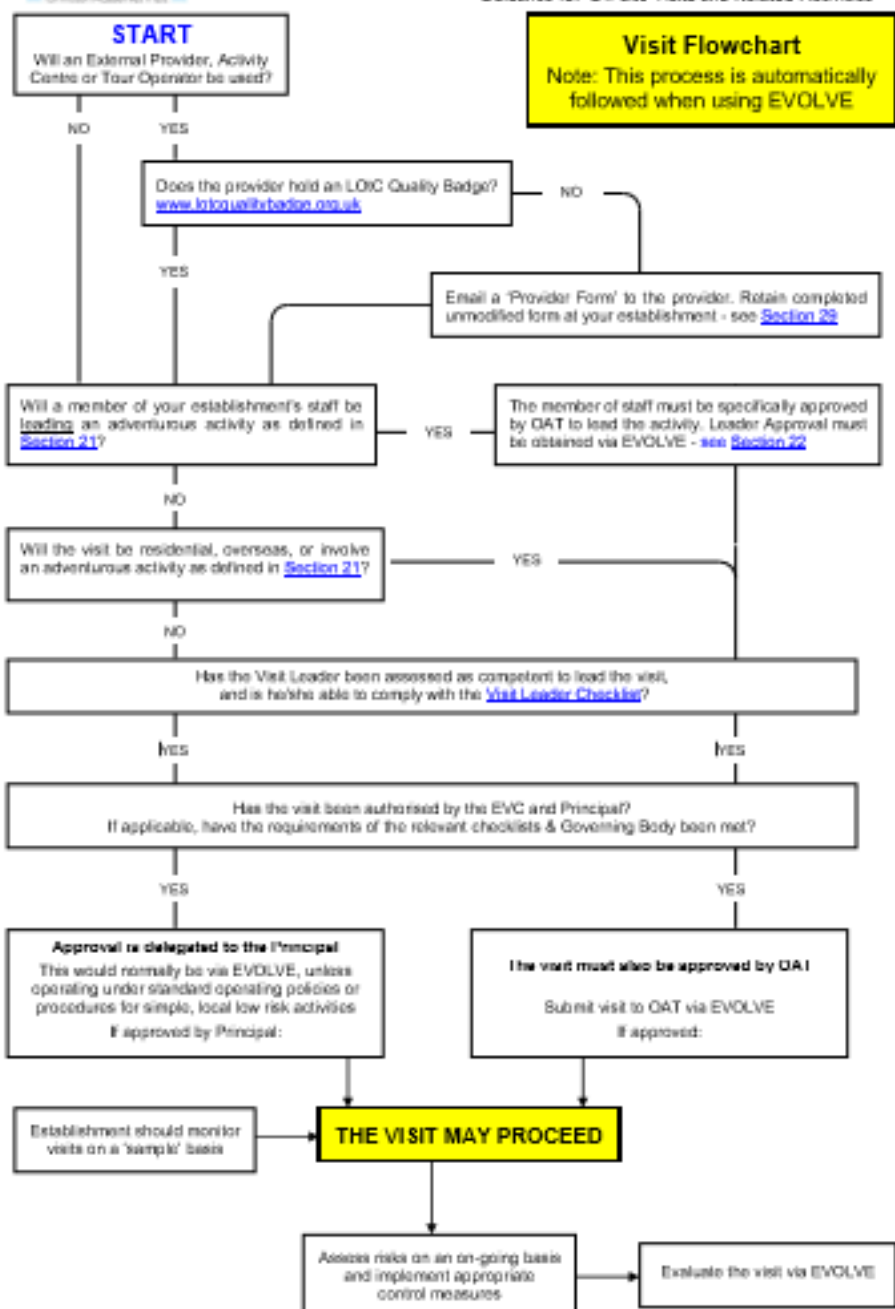 START
Will an External Provider, Activity
Centre or Tour Operator be used?
Visit Flowchart
Note: This process is automatically
followed when using EVOLVE
NO
YES
Does the provider hold an LOtC Quality Badge?
www.lotcqualitybadge.org.uk
NO
YES
Email a 'Provider Form' to the provider. Retain completed
unmodified form at your establishment - see Section 29
Will a member of your establishment's staff be
leading an adventurous activity as defined in
Section 21?
YES
The member of staff must be specifically approved
by OAT to lead the activity. Leader Approval must
be obtained via EVOLVE - see Section 22
NO
Will the visit be residential, overseas, or involve
an adventurous activity as defined in Section 21?
YES
NO
Has the Visit Leader been assessed as competent to lead the visit,
and is he/she able to comply with the Visit Leader Checklist?
YES
YES
Has the visit been authorised by the EVC and Principal?
If applicable, have the requirements of the relevant checklists & Governing Body been met?
YES
YES
Approval is delegated to the Principal
This would normally be via EVOLVE, unless
operating under standard operating policies or
procedures for simple, local low risk activities
If approved by Principal:
The visit must also be approved by OAT
Submit visit to OAT via EVOLVE
If approved:
Establishment should monitor
visits on a 'sample' basis
THE VISIT MAY PROCEED
Assess risks on an on-going basis
and implement appropriate
control measures
Evaluate the visit via EVOLVE